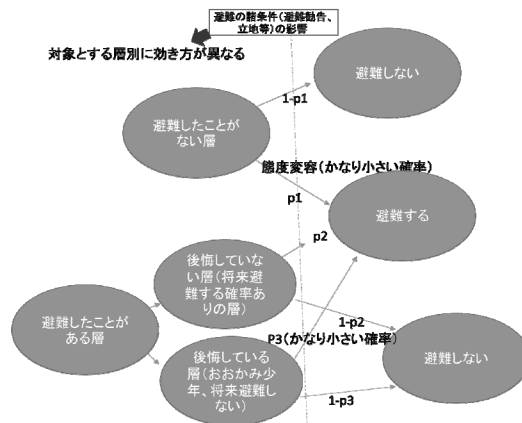 避難の諸条件(避難勧告、
立地等)の影響
対象とする層別に効き方が異なる
避難しない
1-p1
避難したことが
ない層
態度変容(かなり小さい確率)
p1
避難する
p2
後悔していな
い層(将来避
難する確率あ
りの層)
避難したことが
ある層
1-p2
P3(かなり小さい確率)
避難しない
後悔している
層(おおかみ少
年、将来避難し
ない)
1-p3